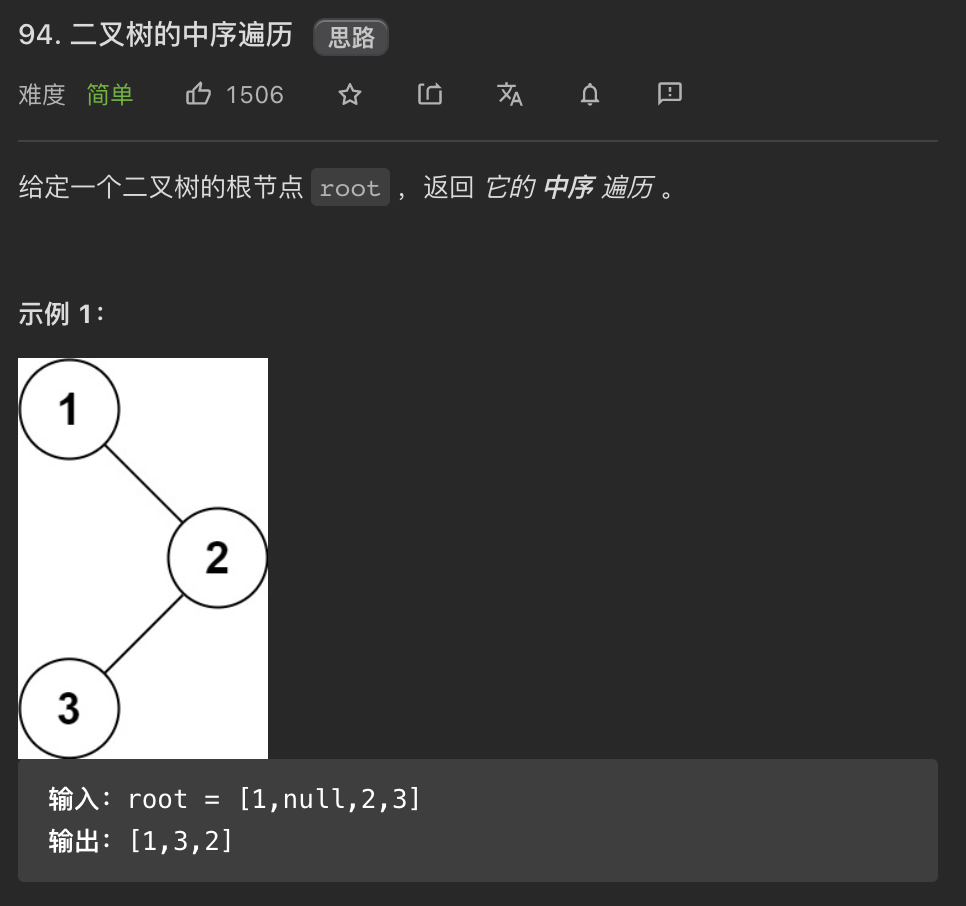 94. 二叉树的中序遍历 思路
难度 简单 1506
给定一个二叉树的根节点 root ，返回 它的 中序 遍历 。
示例 1：
1
2
3
输入：root = [1,null,2,3]
输出：[1,3,2]